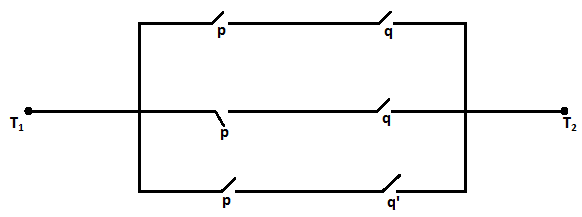 p q
T₁ p q T₂
p q'